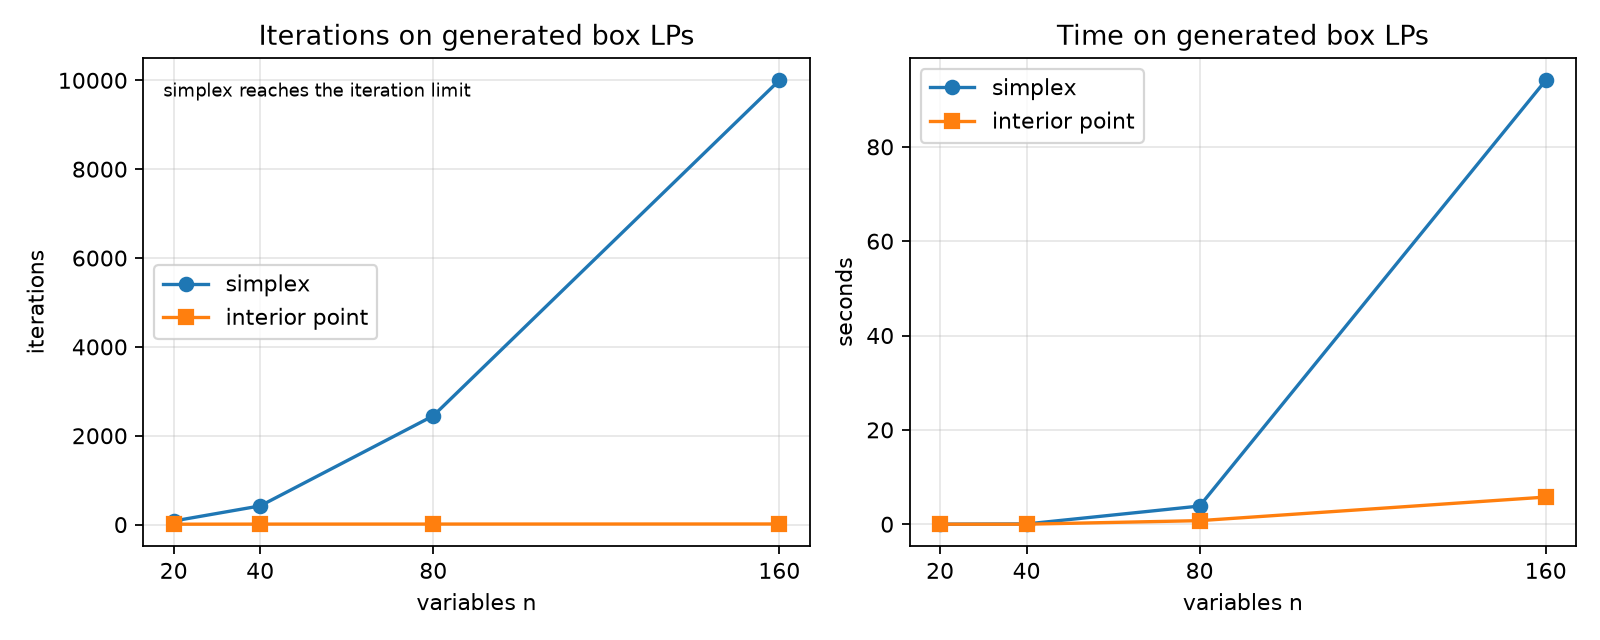 Iterations on generated box LPs
10000
8000
6000
4000
2000
0
iterations
simplex reaches the iteration limit
simplex
interior point
20 40 80 160
variables n
Time on generated box LPs
80
60
40
20
0
seconds
simplex
interior point
20 40 80 160
variables n